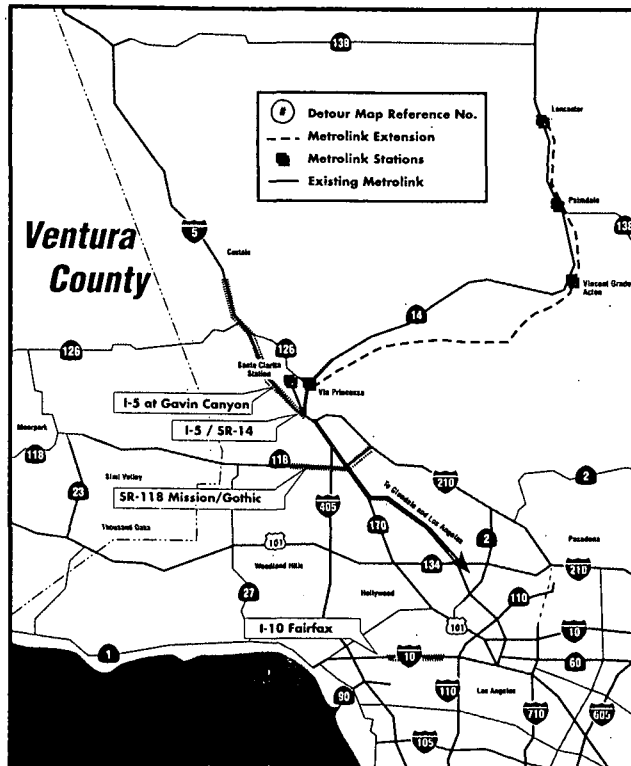 138
# Detour Map Reference No.
Metrolink Extension
Metrolink Stations
Existing Metrolink
Lancaster
Palmdale
138
Vincent Grade
Acton
5
Castaic
Ventura
County
14
126
126
Santa Clarita
Station
Via Princessa
I-5 at Gavin Canyon
I-5 / SR-14
Moorpark
118
118
210
2
Simi Valley
SR-118 Mission/Gothic
23
405
To Glendale and Los Angeles
170
2
Thousand Oaks
101
Pasadena
Woodland Hills
134
210
27
Hollywood
110
101
I-10 Fairfax
10
1
10
60
90
110
Los Angeles
710
605
105